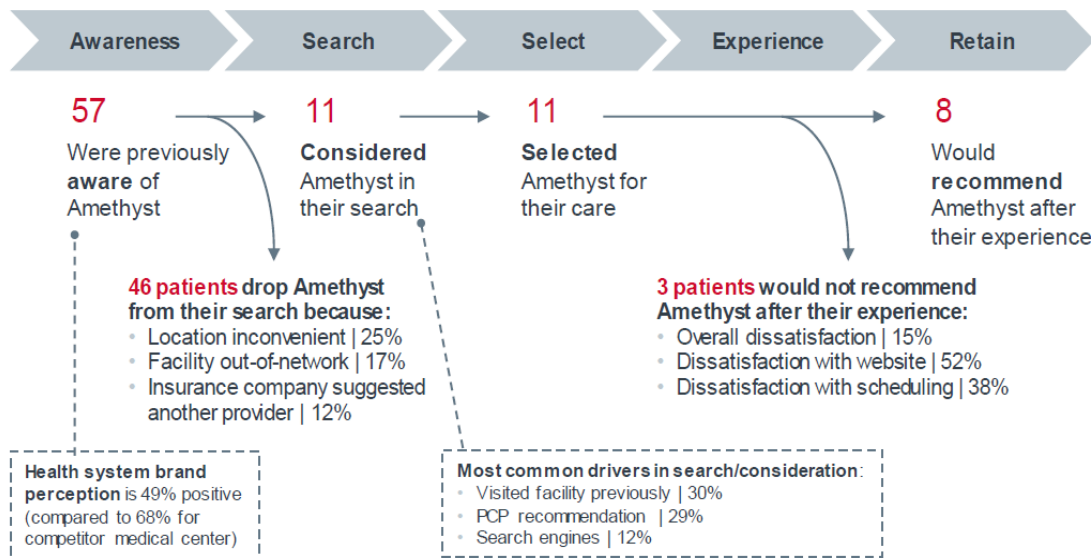 Awareness
Search
Select
Experience
Retain
57
Were previously
aware of
Amethyst
11
Considered
Amethyst in
their search
11
Selected
Amethyst for
their care
8
Would
recommend
Amethyst after
their experience
46 patients drop Amethyst
from their search because:
• Location inconvenient | 25%
• Facility out-of-network | 17%
• Insurance company suggested
another provider | 12%
3 patients would not recommend
Amethyst after their experience:
• Overall dissatisfaction | 15%
• Dissatisfaction with website | 52%
• Dissatisfaction with scheduling | 38%
Health system brand
perception is 49% positive
(compared to 68% for
competitor medical center)
Most common drivers in search/consideration:
• Visited facility previously | 30%
• PCP recommendation | 29%
• Search engines | 12%